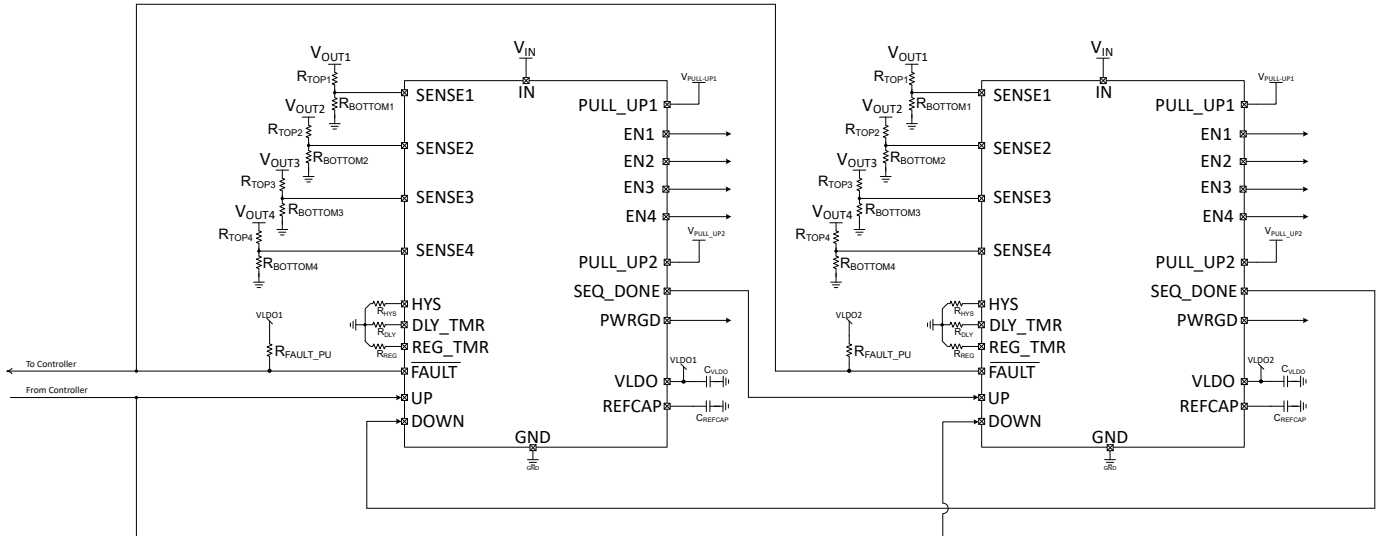 VOUT1
RTOP1
RBOTTOM1
VOUT2
RTOP2
RBOTTOM2
VOUT3
RTOP3
RBOTTOM3
VOUT4
RTOP4
RBOTTOM4
VIN
IN
SENSE1
SENSE2
SENSE3
SENSE4
HYS
DLY_TMR
REG_TMR
FAULT
UP
DOWN
GND
GND
RHYS
RDLY
RREG
VLDO1
RFAULT_PU
To Controller
From Controller
VPULL-UP1
PULL_UP1
EN1
EN2
EN3
EN4
VPULL_UP2
PULL_UP2
SEQ_DONE
PWRGD
VLDO1
VLDO
CVLDO
REFCAP
CREFCAP
VOUT1
RTOP1
RBOTTOM1
VOUT2
RTOP2
RBOTTOM2
VOUT3
RTOP3
RBOTTOM3
VOUT4
RTOP4
RBOTTOM4
VIN
IN
SENSE1
SENSE2
SENSE3
SENSE4
HYS
DLY_TMR
REG_TMR
FAULT
UP
DOWN
GND
GND
RHYS
RDLY
RREG
VLDO2
RFAULT_PU
VPULL-UP1
PULL_UP1
EN1
EN2
EN3
EN4
VPULL_UP2
PULL_UP2
SEQ_DONE
PWRGD
VLDO2
VLDO
CVLDO
REFCAP
CREFCAP